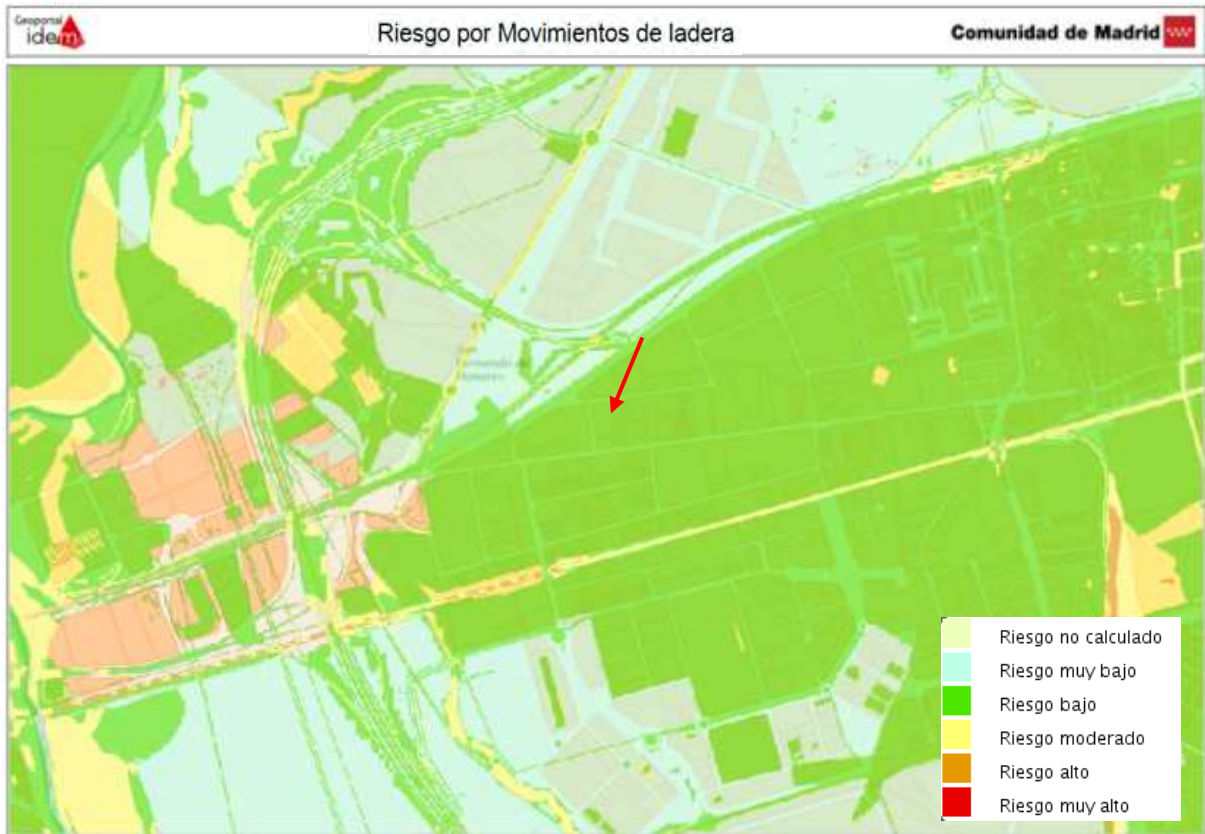 Geoportal
idem
Riesgo por Movimientos de ladera
Comunidad de Madrid
Riesgo no calculado
Riesgo muy bajo
Riesgo bajo
Riesgo moderado
Riesgo alto
Riesgo muy alto